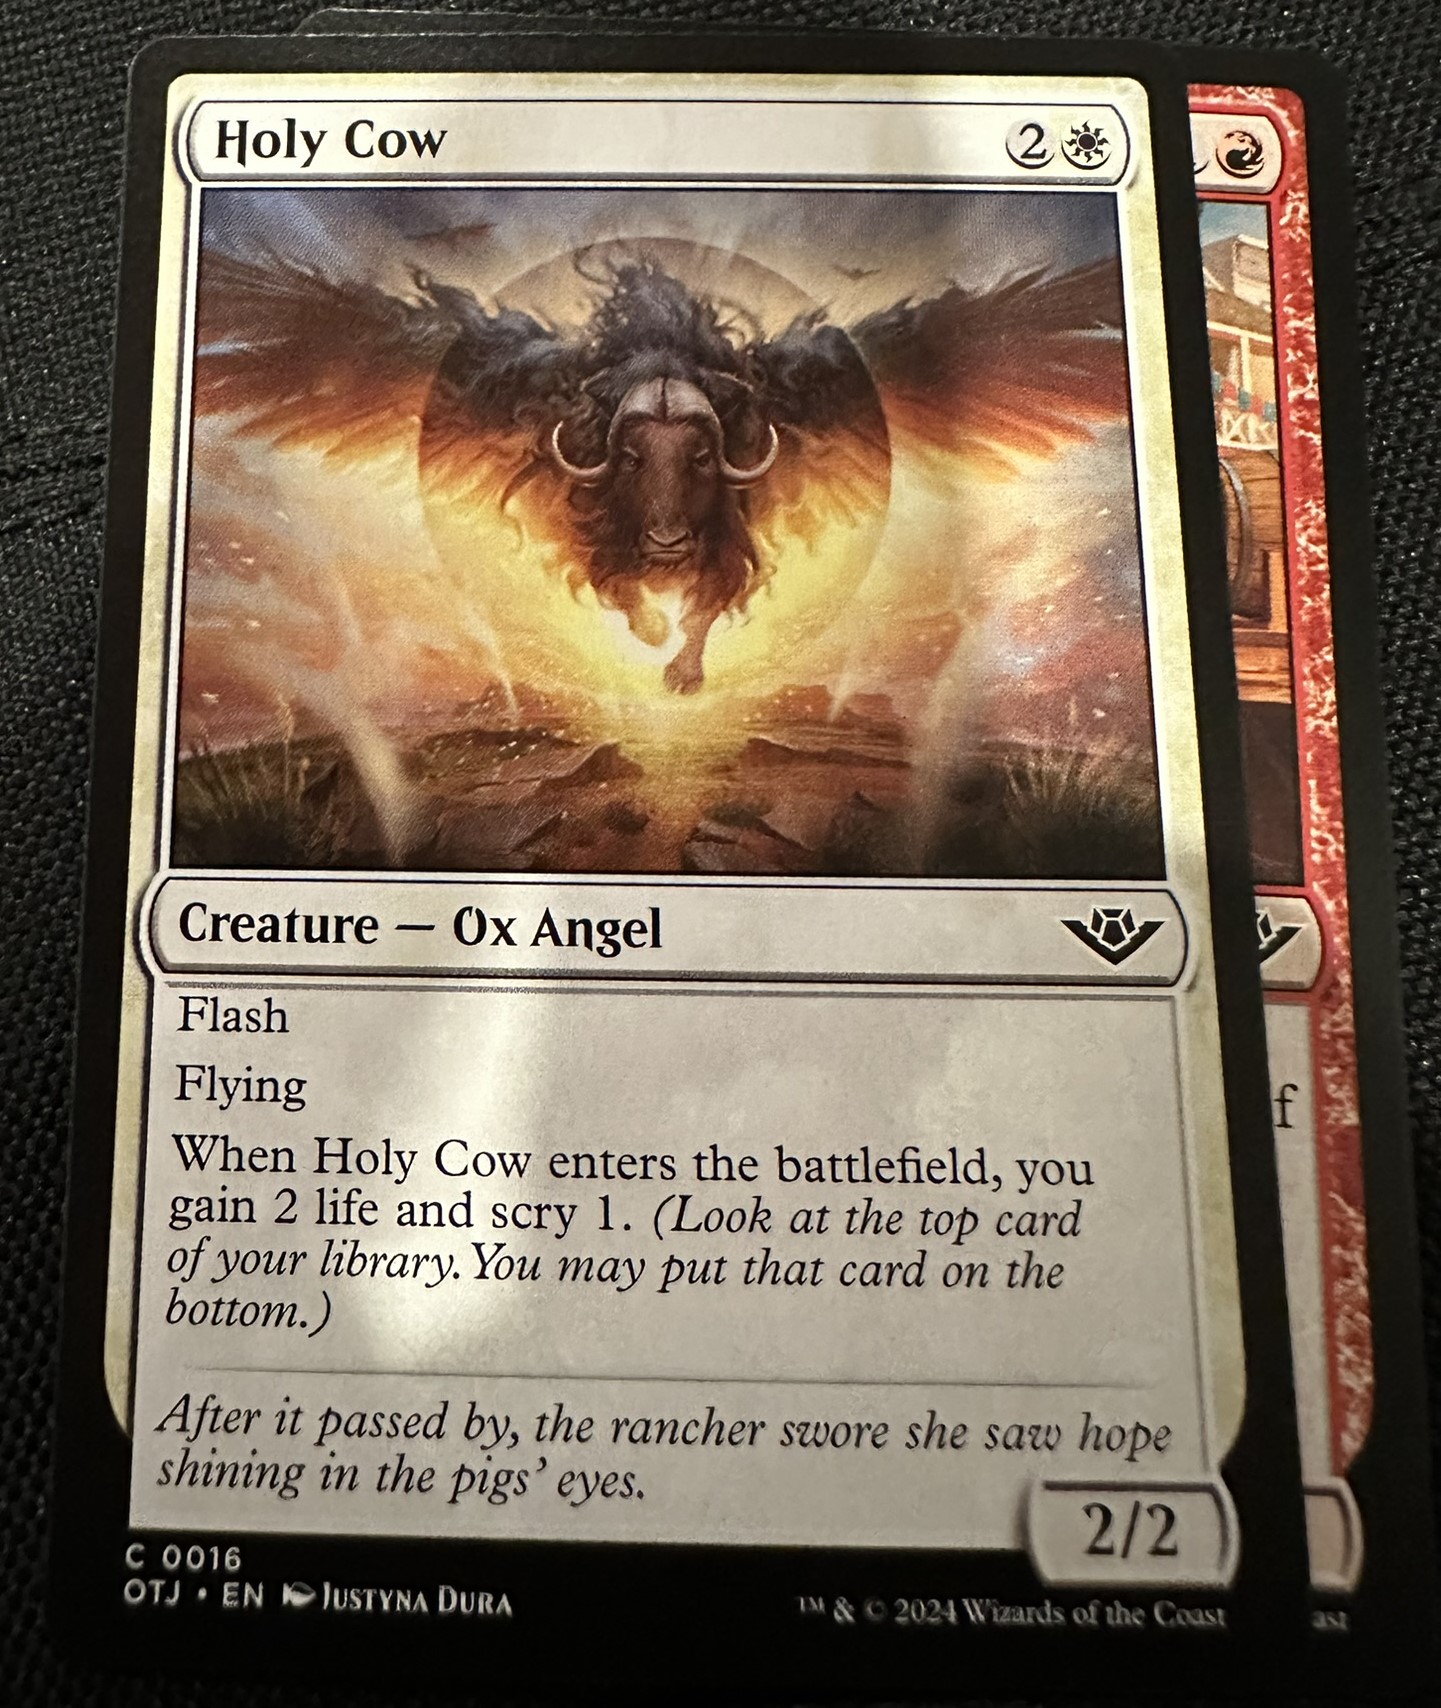 Holy Cow
2
Creature — Ox Angel
Flash
Flying
When Holy Cow enters the battlefield, you
gain 2 life and scry 1. (Look at the top card
of your library. You may put that card on the
bottom.)
After it passed by, the rancher swore she saw hope
shining in the pigs' eyes.
2/2
C 0016
OTJ • EN Justyna Dura
™ & © 2024 Wizards of the Coast
f
ast